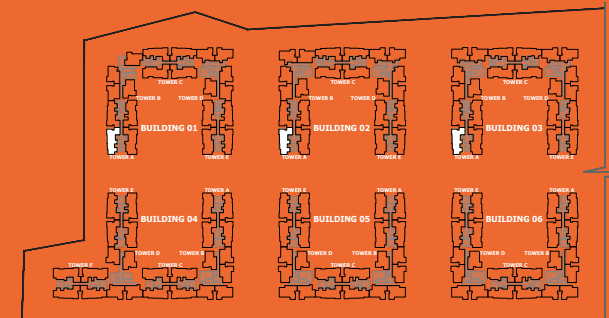 TOWER C TOWER C TOWER C
TOWER B TOWER D TOWER B TOWER D TOWER B TOWER D
BUILDING 01 BUILDING 02 BUILDING 03
TOWER A TOWER E TOWER A TOWER E TOWER A TOWER E
TOWER E TOWER A TOWER E TOWER A TOWER E TOWER A
BUILDING 04 BUILDING 05 BUILDING 06
TOWER D TOWER B TOWER D TOWER B TOWER D TOWER B
TOWER F TOWER C TOWER C TOWER C